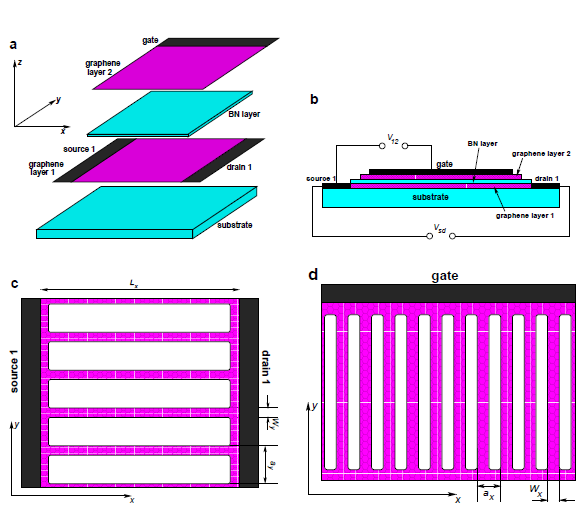 a
gate
graphene
layer 2
z
y
x
BN layer
source 1
graphene
layer 1
drain 1
substrate
b
V12
BN layer
graphene layer 2
gate
source 1
drain 1
substrate
graphene layer 1
Vsd
c
Lx
source 1
drain 1
Wy
ay
y
x
d
gate
y
ax
Wx
x